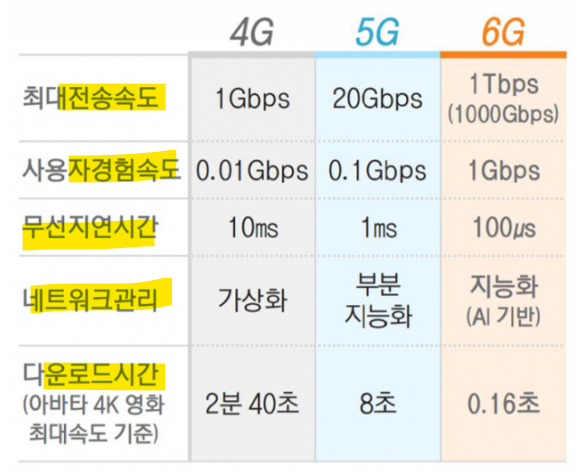 4G 5G 6G
최대전송속도 1Gbps 20Gbps 1Tbps
(1000Gbps)
사용자경험속도 0.01Gbps 0.1Gbps 1Gbps
무선지연시간 10ms 1ms 100μs
네트워크관리 가상화 부분
지능화 지능화
(AI 기반)
다운로드시간
(아바타 4K 영화
최대속도 기준) 2분 40초 8초 0.16초